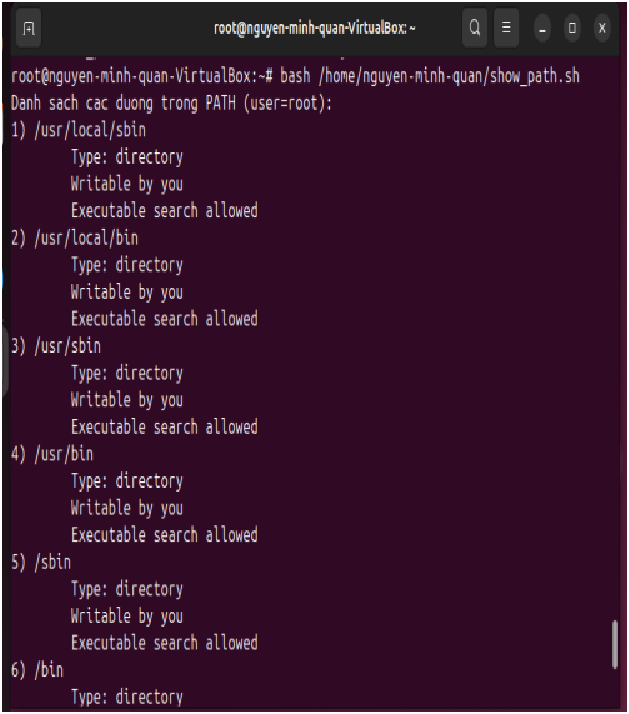 root@nguyen-minh-quan-VirtualBox: ~
root@nguyen-minh-quan-VirtualBox:~# bash /home/nguyen-minh-quan/show_path.sh
Danh sach cac duong trong PATH (user=root):
1) /usr/local/sbin
Type: directory
Writable by you
Executable search allowed
2) /usr/local/bin
Type: directory
Writable by you
Executable search allowed
3) /usr/sbin
Type: directory
Writable by you
Executable search allowed
4) /usr/bin
Type: directory
Writable by you
Executable search allowed
5) /sbin
Type: directory
Writable by you
Executable search allowed
6) /bin
Type: directory